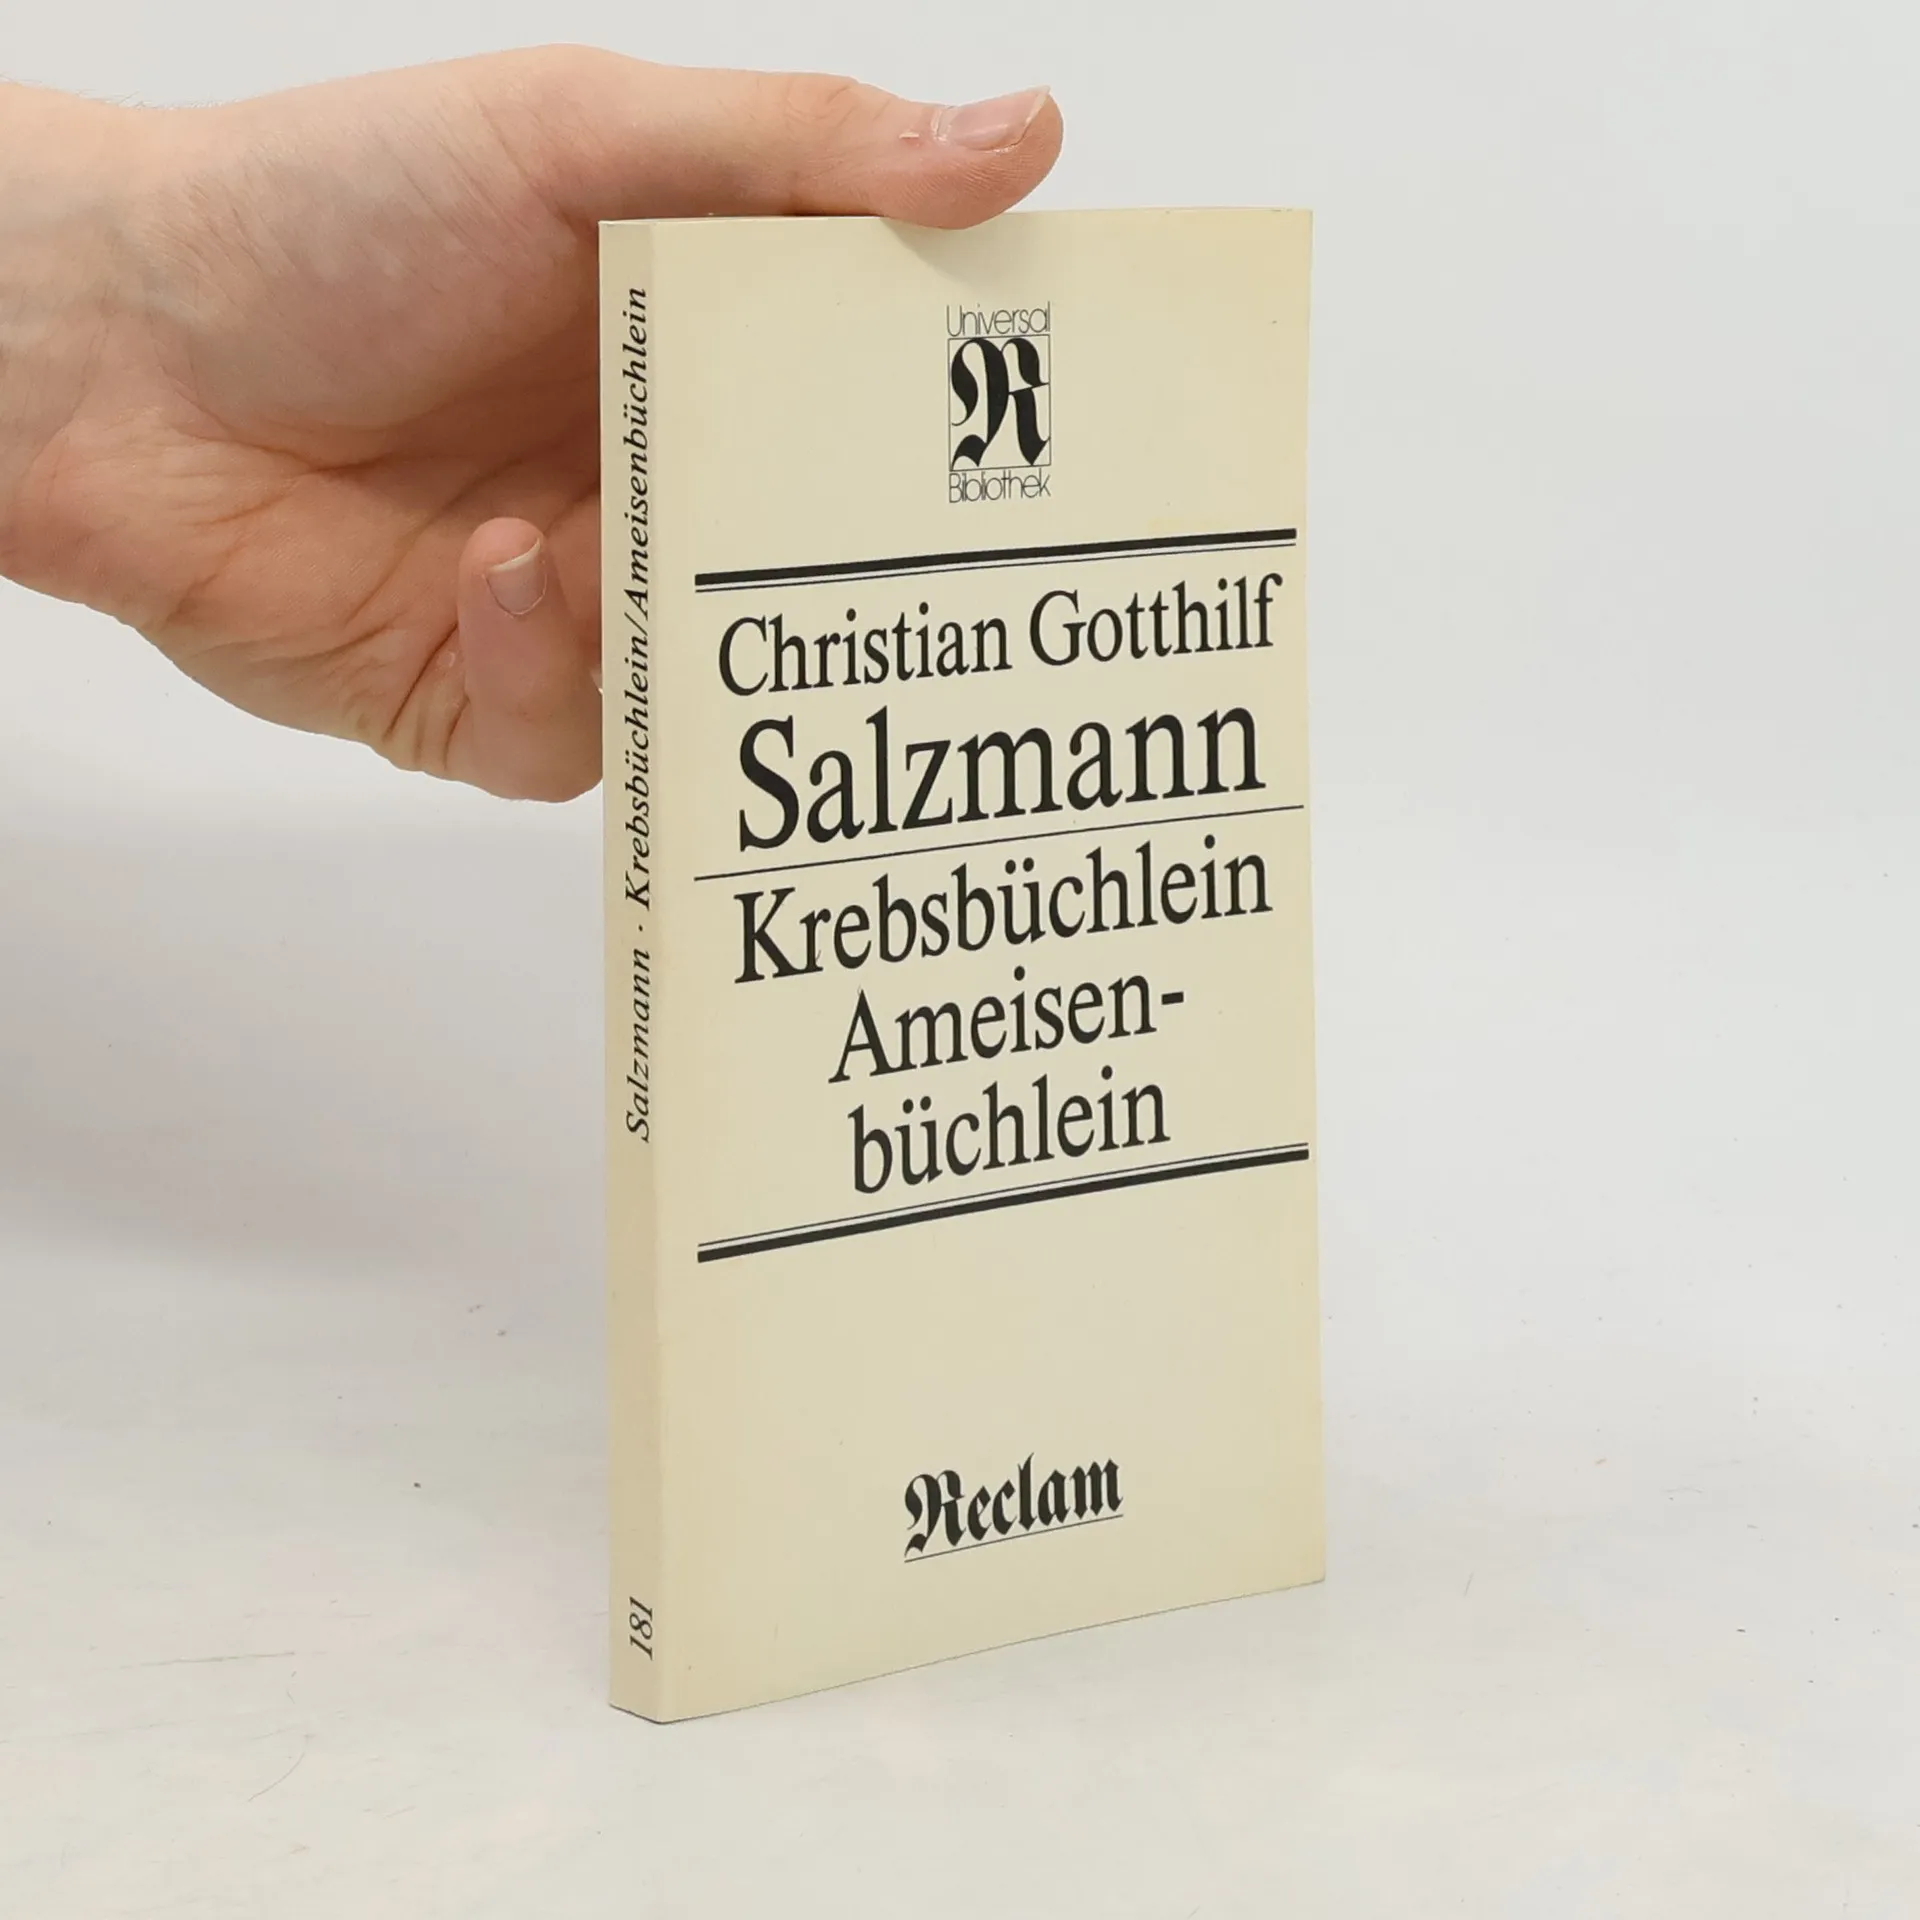 Universal
R
Bibliothek
Christian Gotthilf
Salzmann
Krebsbüchlein
Ameisen-
büchlein
Reclam
Salzmann · Krebsbüchlein/Ameisenbüchlein
181